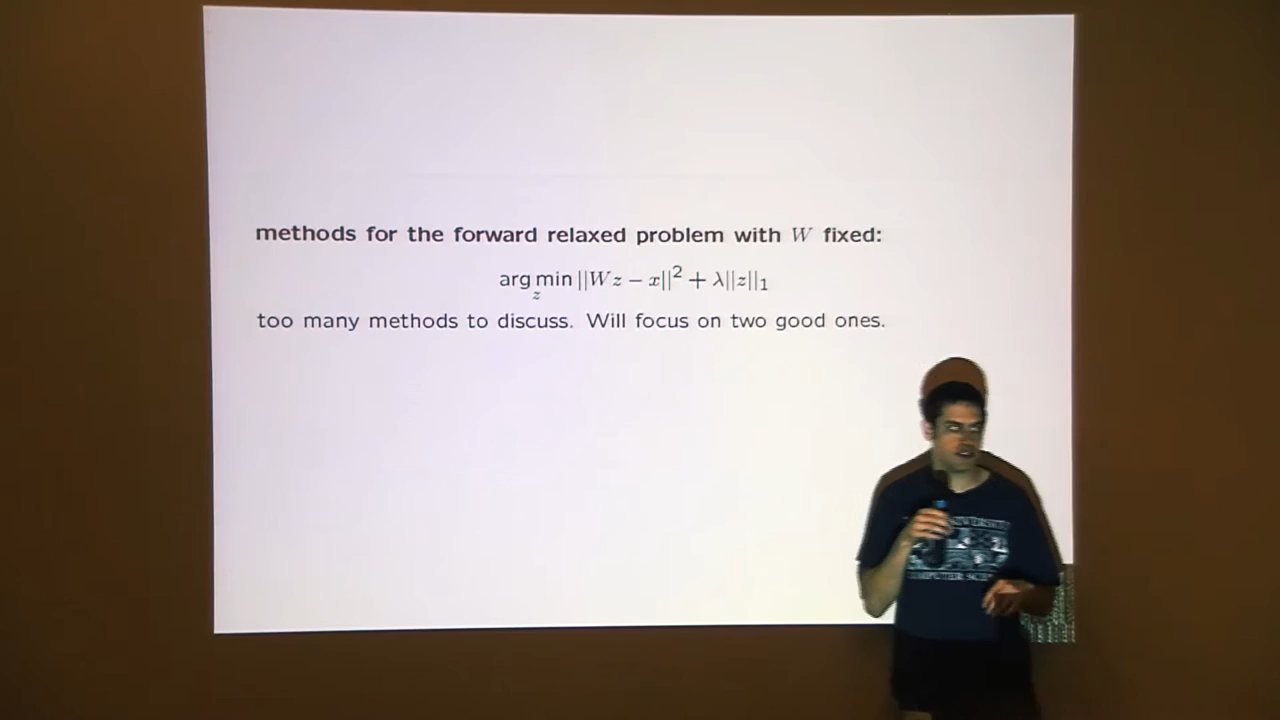 methods for the forward relaxed problem with W fixed:
arg min ||Wz − x||² + λ||z||₁
z
too many methods to discuss. Will focus on two good ones.
COMPUTER